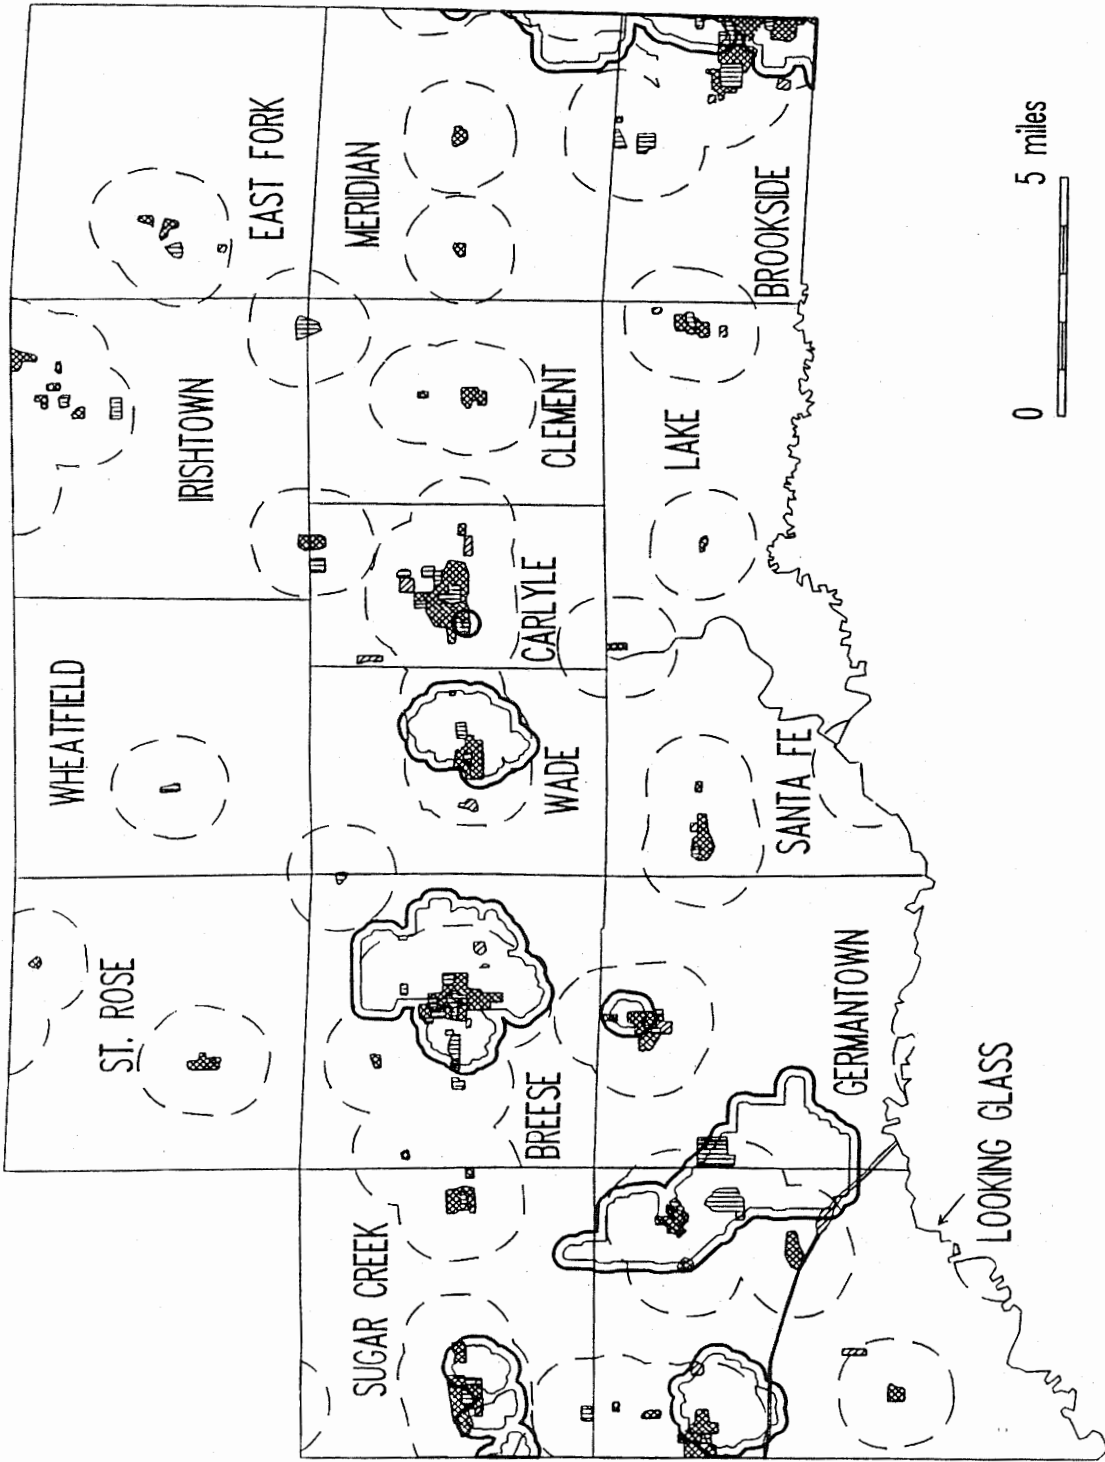 ST. ROSE
WHEATFIELD
IRISHTOWN
EAST FORK
SUGAR CREEK
BREESE
WADE
CARLYLE
CLEMENT
MERIDIAN
LOOKING GLASS
GERMANTOWN
SANTA FE
LAKE
BROOKSIDE
0 5 miles